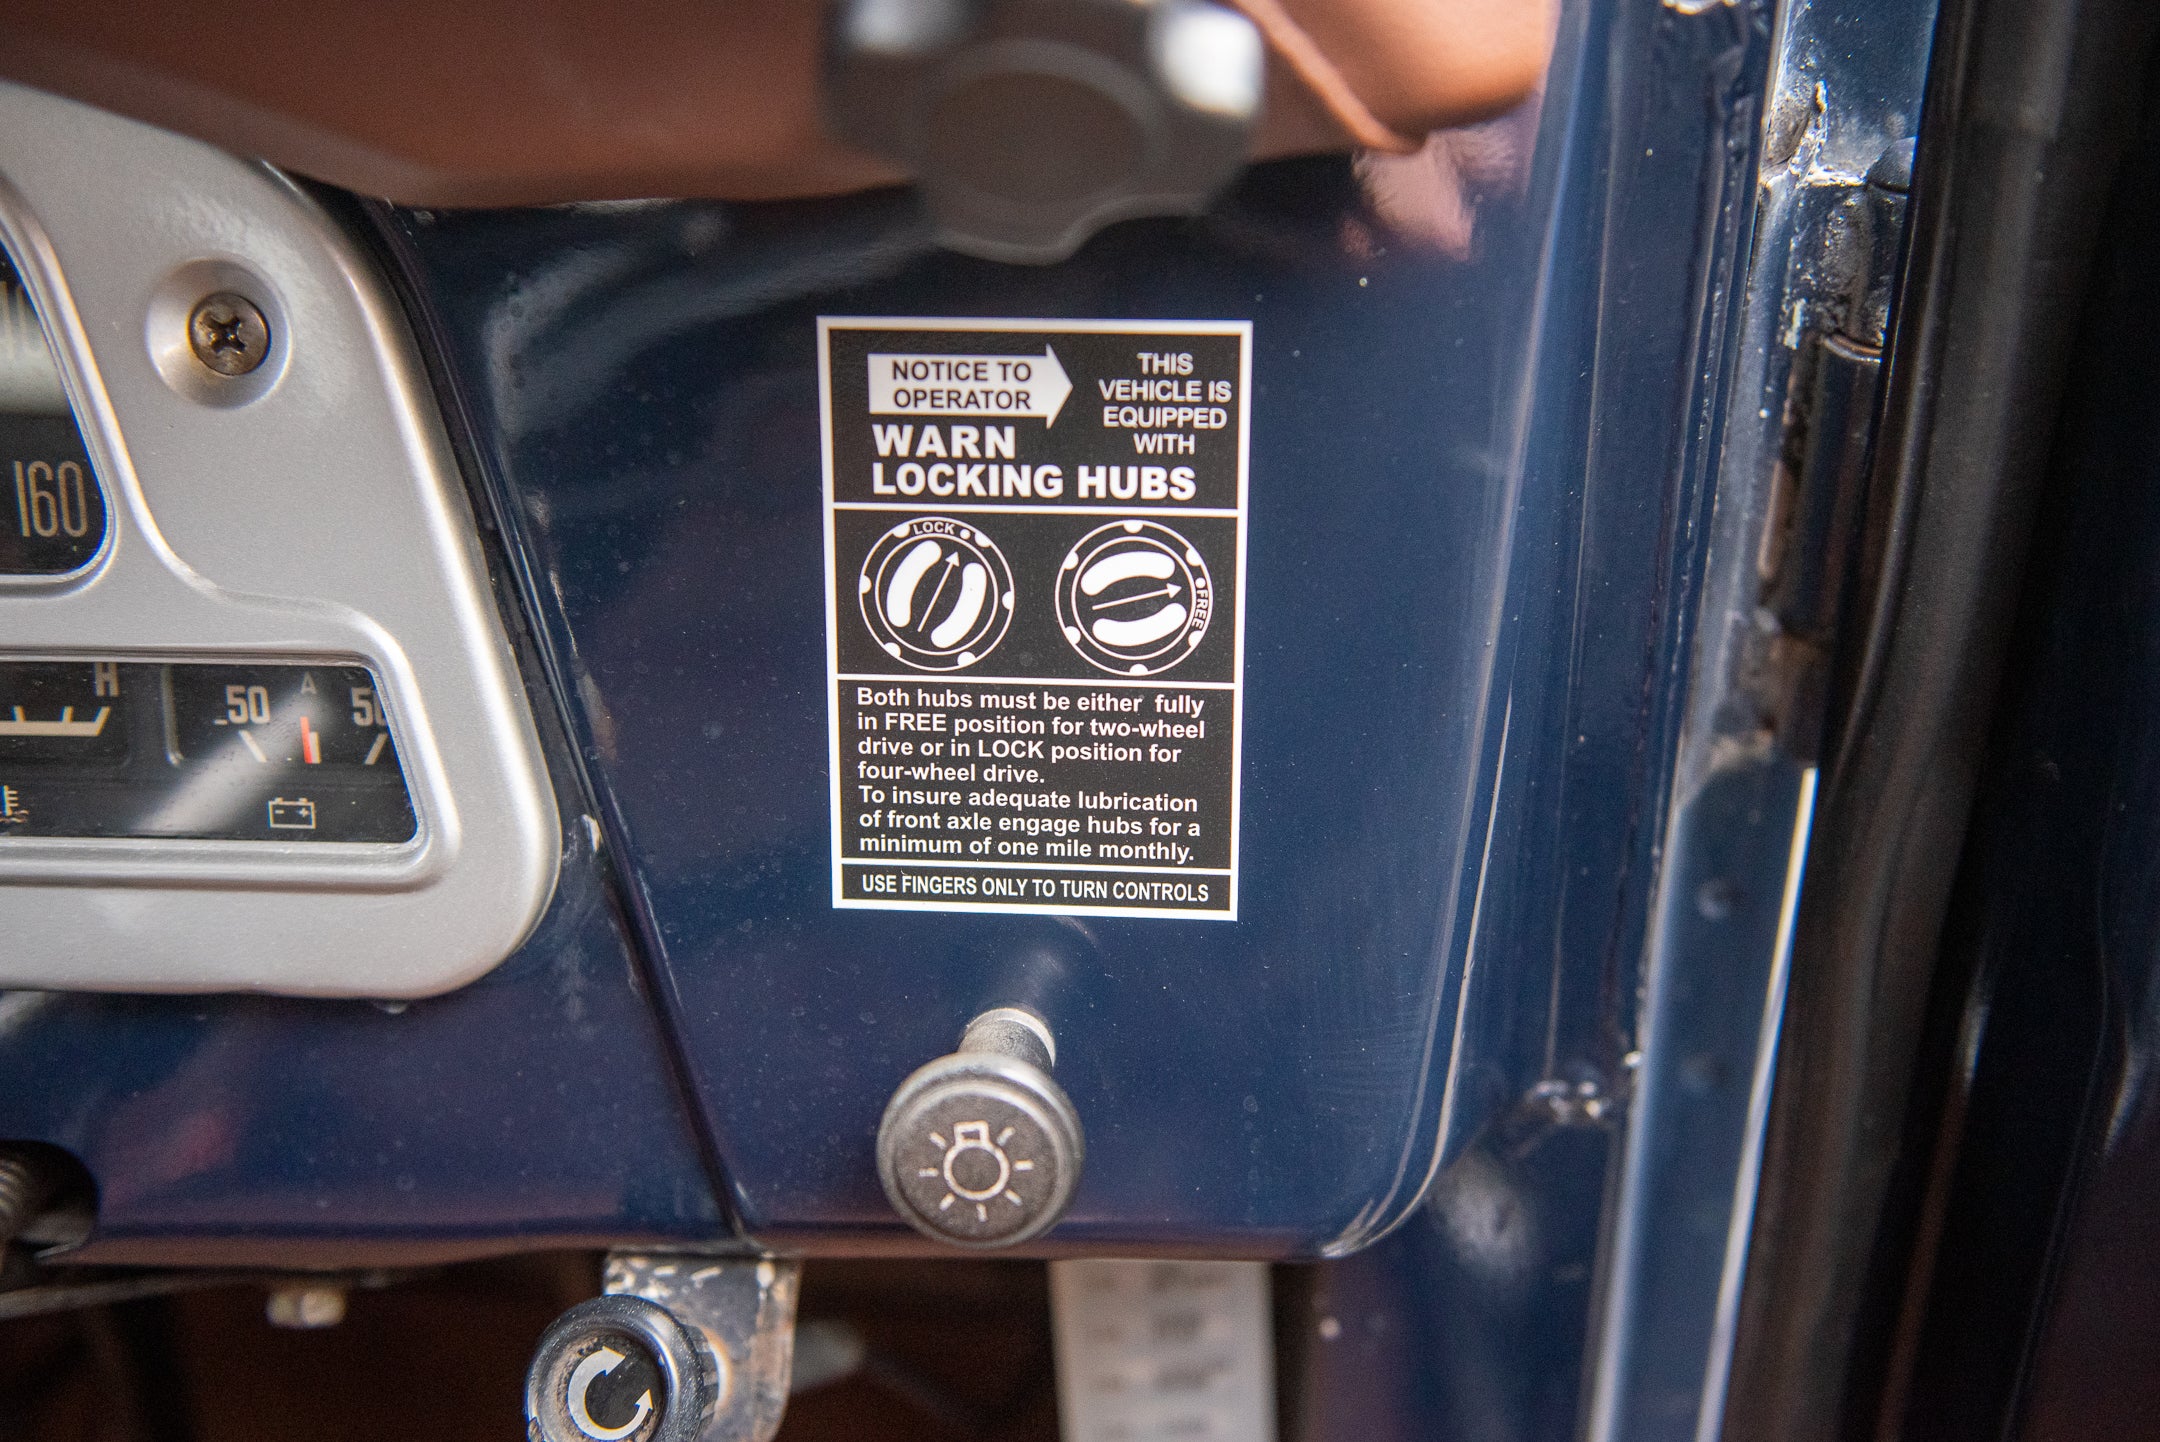 NOTICE TO
OPERATOR
THIS
VEHICLE IS
EQUIPPED
WITH
WARN
LOCKING HUBS
LOCK
FREE
Both hubs must be either fully
in FREE position for two-wheel
drive or in LOCK position for
four-wheel drive.
To insure adequate lubrication
of front axle engage hubs for a
minimum of one mile monthly.
USE FINGERS ONLY TO TURN CONTROLS
160
H
-50 A 50